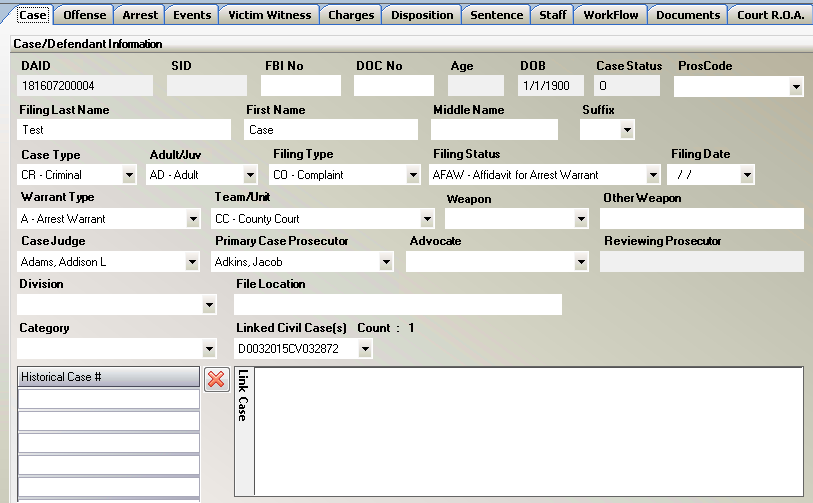 Case Offense Arrest Events Victim Witness Charges Disposition Sentence Staff WorkFlow Documents Court R.O.A.
Case/Defendant Information
DAID SID FBI No DOC No Age DOB Case Status ProsCode
181607200004 1/1/1900 O
Filing Last Name First Name Middle Name Suffix
Test Case
Case Type Adult/Juv Filing Type Filing Status Filing Date
CR - Criminal AD - Adult CO - Complaint AFAW - Affidavit for Arrest Warrant / /
Warrant Type Team/Unit Weapon Other Weapon
A - Arrest Warrant CC - County Court
Case Judge Primary Case Prosecutor Advocate Reviewing Prosecutor
Adams, Addison L Adkins, Jacob
Division File Location
Category Linked Civil Case(s) Count : 1
D0032015CV032872
Historical Case #
Link Case